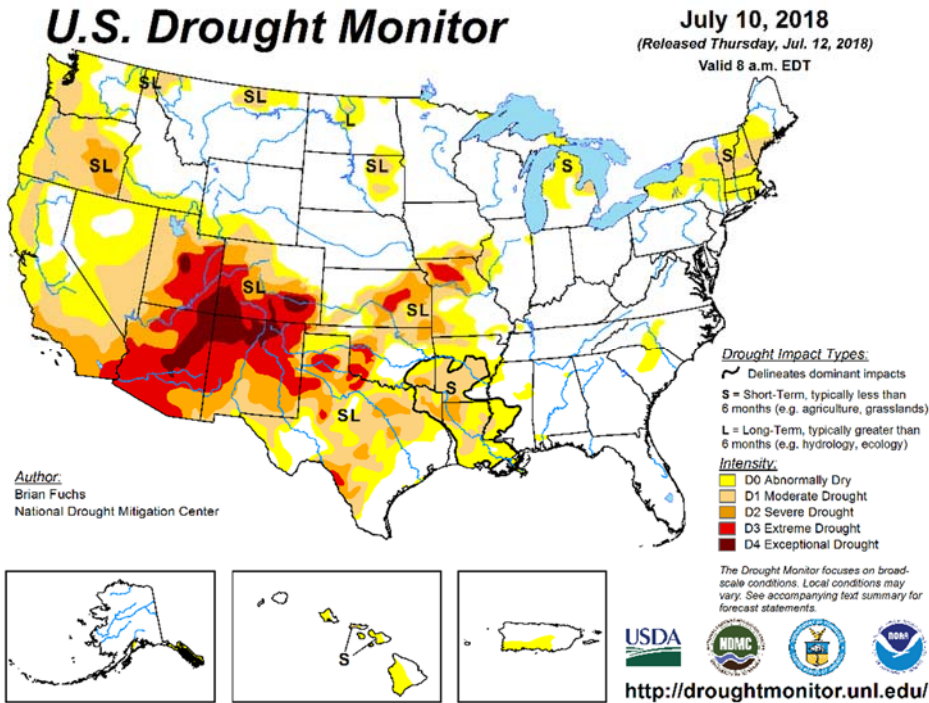 U.S. Drought Monitor
July 10, 2018
(Released Thursday, Jul. 12, 2018)
Valid 8 a.m. EDT
SL
SL
L
SL
SL
S
S
SL
SL
S
SL
Drought Impact Types:
Delineates dominant impacts
S = Short-Term, typically less than
6 months (e.g. agriculture, grasslands)
L = Long-Term, typically greater than
6 months (e.g. hydrology, ecology)
Intensity:
D0 Abnormally Dry
D1 Moderate Drought
D2 Severe Drought
D3 Extreme Drought
D4 Exceptional Drought
Author:
Brian Fuchs
National Drought Mitigation Center
S
The Drought Monitor focuses on broad-
scale conditions. Local conditions may
vary. See accompanying text summary for
forecast statements.
USDA
NDMC
NOAA
http://droughtmonitor.unl.edu/